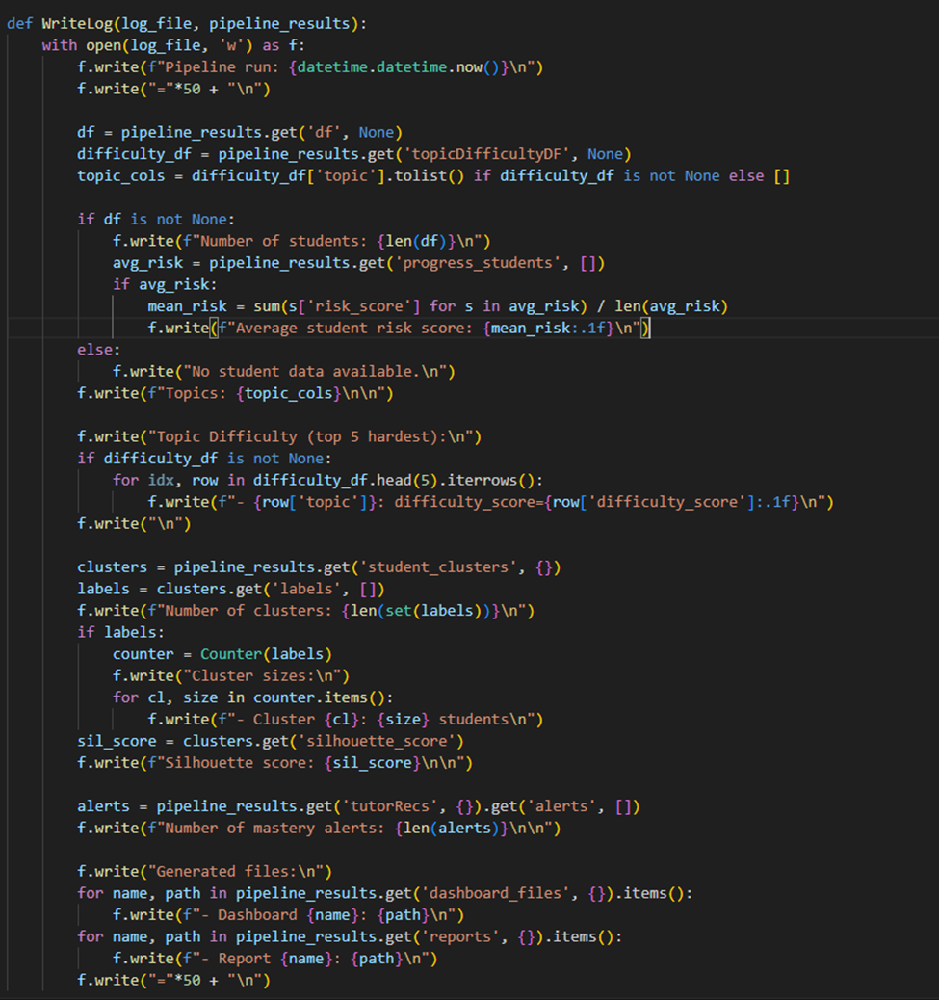 def WriteLog(log_file, pipeline_results):
    with open(log_file, 'w') as f:
        f.write(f"Pipeline run: {datetime.datetime.now()}\n")
        f.write("="*50 + "\n")

        df = pipeline_results.get('df', None)
        difficulty_df = pipeline_results.get('topicDifficultyDF', None)
        topic_cols = difficulty_df['topic'].tolist() if difficulty_df is not None else []

        if df is not None:
            f.write(f"Number of students: {len(df)}\n")
            avg_risk = pipeline_results.get('progress_students', [])
            if avg_risk:
                mean_risk = sum(s['risk_score'] for s in avg_risk) / len(avg_risk)
                f.write(f"Average student risk score: {mean_risk:.1f}\n")
        else:
            f.write("No student data available.\n")
        f.write(f"Topics: {topic_cols}\n\n")

        f.write("Topic Difficulty (top 5 hardest):\n")
        if difficulty_df is not None:
            for idx, row in difficulty_df.head(5).iterrows():
                f.write(f"- {row['topic']}: difficulty_score={row['difficulty_score']:.1f}\n")
        f.write("\n")

        clusters = pipeline_results.get('student_clusters', {})
        labels = clusters.get('labels', [])
        f.write(f"Number of clusters: {len(set(labels))}\n")
        if labels:
            counter = Counter(labels)
            f.write("Cluster sizes:\n")
            for cl, size in counter.items():
                f.write(f"- Cluster {cl}: {size} students\n")
        sil_score = clusters.get('silhouette_score')
        f.write(f"Silhouette score: {sil_score}\n\n")

        alerts = pipeline_results.get('tutorRecs', {}).get('alerts', [])
        f.write(f"Number of mastery alerts: {len(alerts)}\n\n")

        f.write("Generated files:\n")
        for name, path in pipeline_results.get('dashboard_files', {}).items():
            f.write(f"- Dashboard {name}: {path}\n")
        for name, path in pipeline_results.get('reports', {}).items():
            f.write(f"- Report {name}: {path}\n")
        f.write("="*50 + "\n")